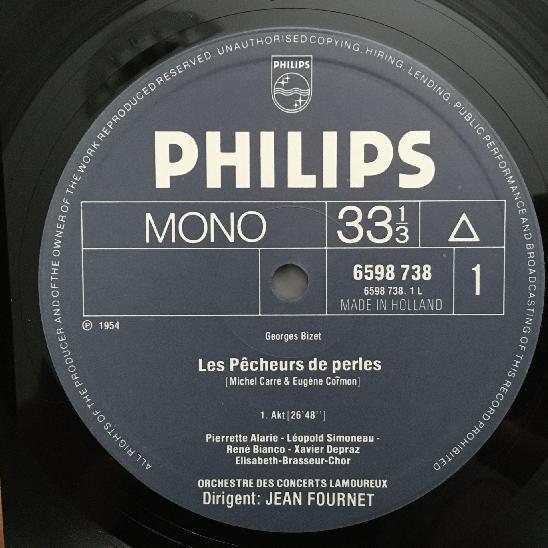 ALL RIGHTS OF THE PRODUCER AND OF THE OWNER OF THE WORK REPRODUCED RESERVED. UNAUTHORISED COPYING, HIRING, LENDING, PUBLIC PERFORMANCE AND BROADCASTING OF THIS RECORD PROHIBITED
PHILIPS
PHILIPS
MONO 33 1/3 △
6598 738 1
6598 738. 1 L
MADE IN HOLLAND
℗ 1954
Georges Bizet
Les Pêcheurs de perles
[Michel Carré & Eugène Cormon]
1. Akt [26'48'']
Pierrette Alarie - Léopold Simoneau -
René Bianco - Xavier Depraz
Elisabeth-Brasseur-Chor
ORCHESTRE DES CONCERTS LAMOUREUX
Dirigent: JEAN FOURNET